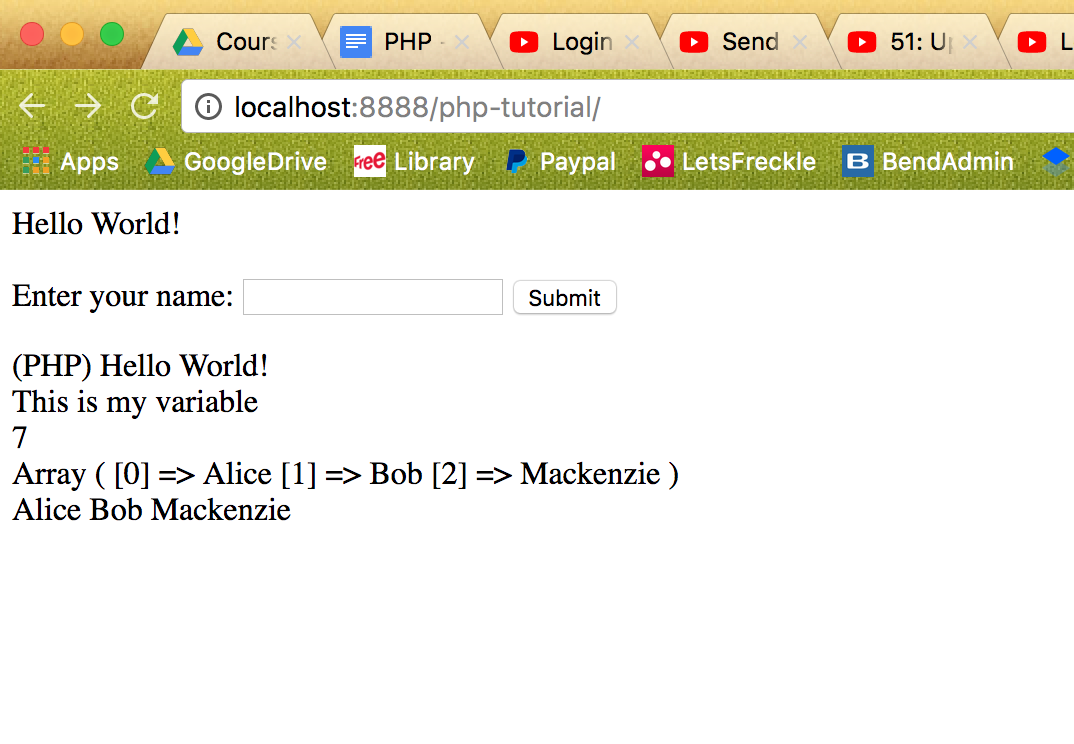 Cours PHP - Login Send 51: Up L
localhost:8888/php-tutorial/
Apps GoogleDrive Free Library Paypal LetsFreckle B BendAdmin
Hello World!
Enter your name: Submit
(PHP) Hello World!
This is my variable
7
Array ( [0] => Alice [1] => Bob [2] => Mackenzie )
Alice Bob Mackenzie